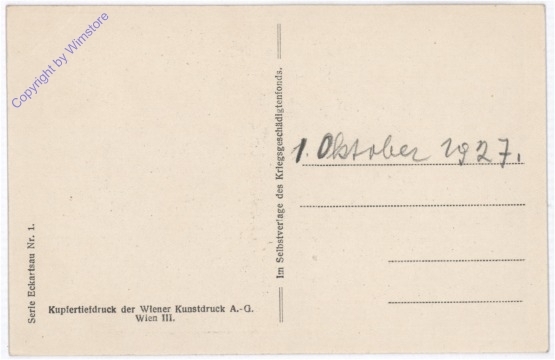 Copyright by Wimstore
Serie Eckartsau Nr. 1.
Kupfertiefdruck der Wiener Kunstdruck A.-G.
Wien III.
Im Selbstverlage des Kriegsgeschädigtenfonds.
1. Oktober 1927.